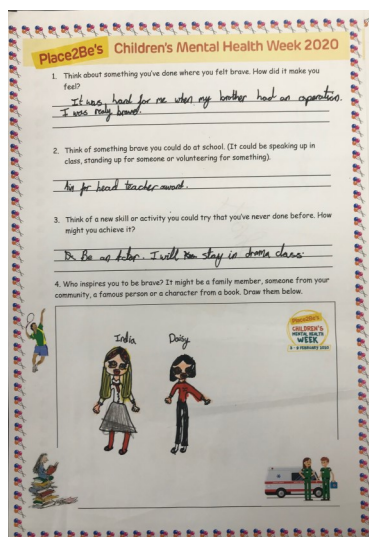 Place2Be's Children's Mental Health Week 2020
1. Think about something you've done where you felt brave. How did it make you
feel?
It was hard for me when my brother had an operation.
I was really brave.
2. Think of something brave you could do at school. (It could be speaking up in
class, standing up for someone or volunteering for something).
for head teacher award.
3. Think of a new skill or activity you could try that you've never done before. How
might you achieve it?
Be an Actor. I will stay in drama class.
4. Who inspires you to be brave? It might be a family member, someone from your
community, a famous person or a character from a book. Draw them below.
India Daisy
Place2Be's
CHILDREN'S
MENTAL HEALTH
WEEK
3 - 9 FEBRUARY 2020